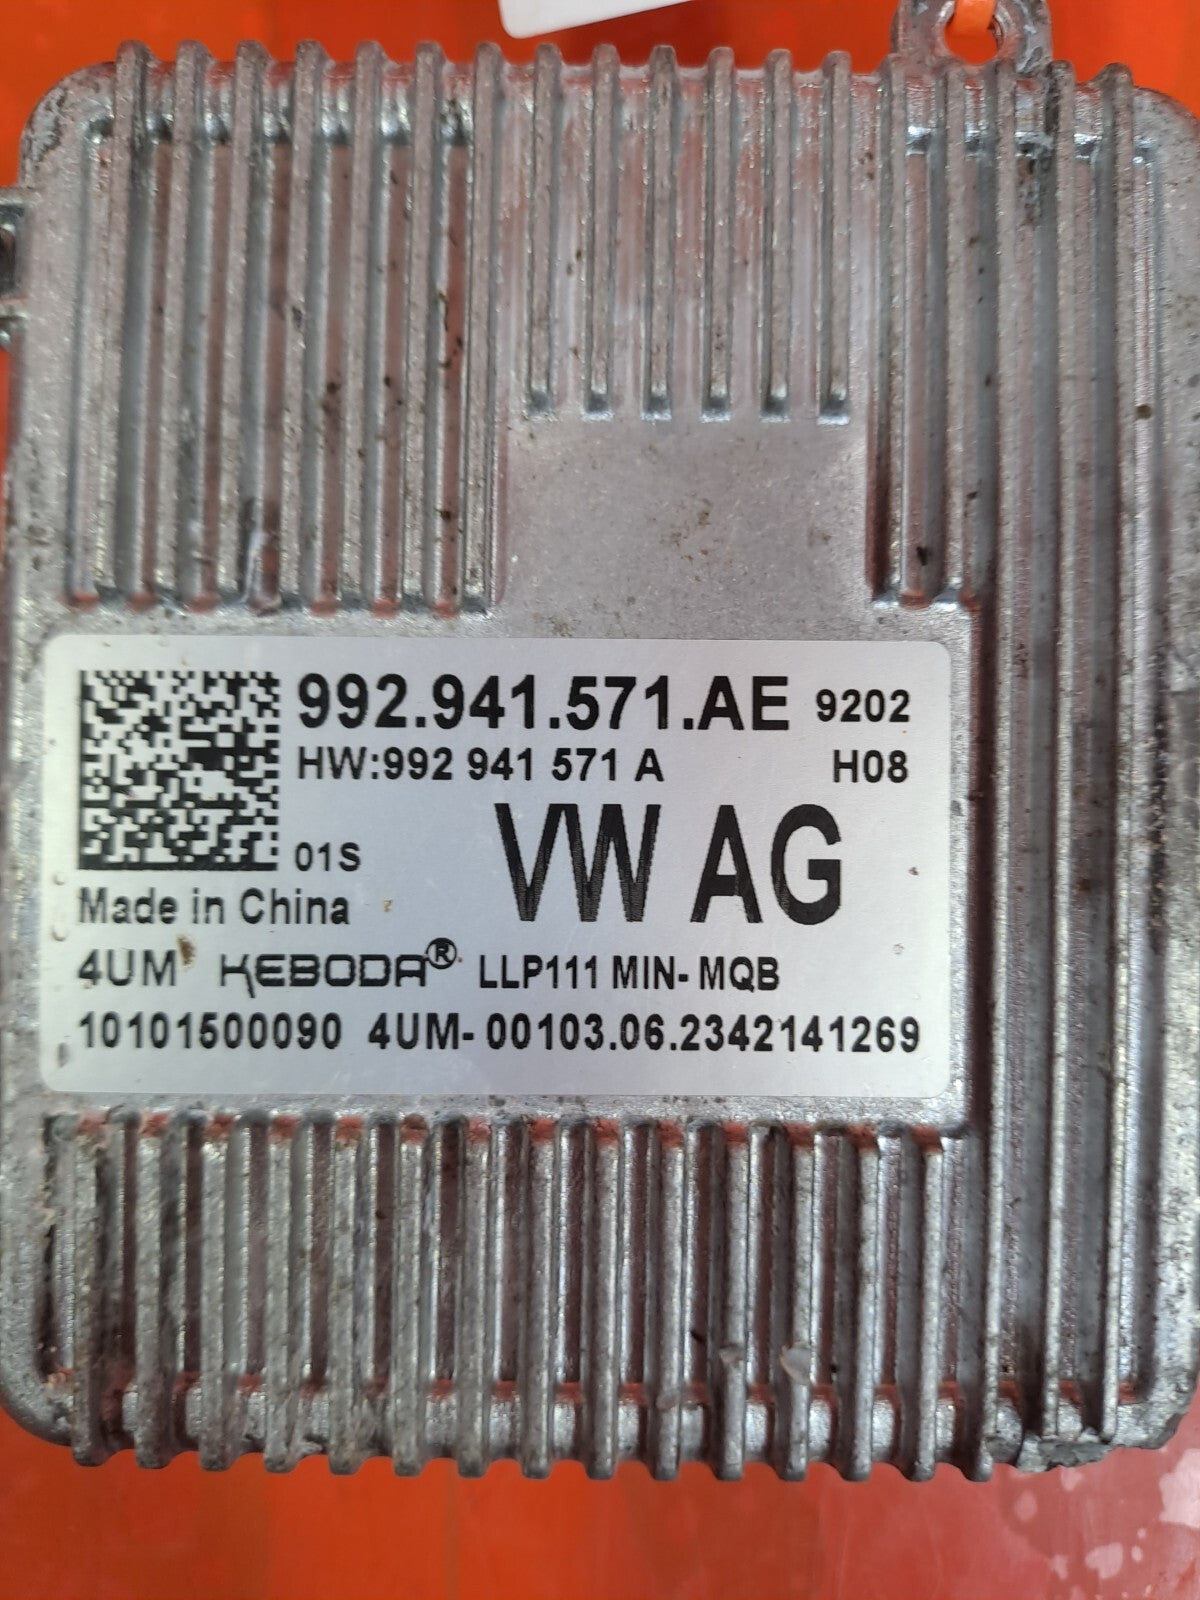 992.941.571.AE 9202
HW:992 941 571 A H08
VW AG
01S
Made in China
4UM KEBODA® LLP111 MIN- MQB
10101500090 4UM- 00103.06.2342141269